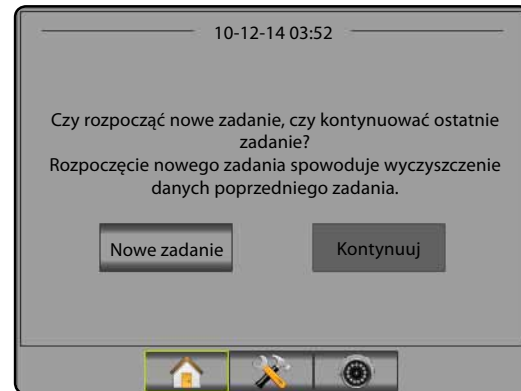 10-12-14 03:52
Czy rozpocząć nowe zadanie, czy kontynuować ostatnie
zadanie?
Rozpoczęcie nowego zadania spowoduje wyczyszczenie
danych poprzedniego zadania.
Nowe zadanie
Kontynuuj